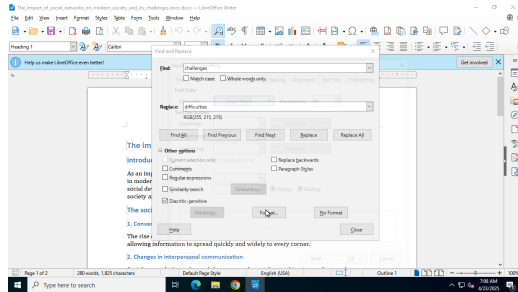 The_impact_of_social_networks_on_modern_society_and_its_challenges.docx.docx — LibreOffice Writer
File Edit View Insert Format Styles Table Form Tools Window Help
Heading 1
Calibri
Help us make LibreOffice even better!
Get involved
Find and Replace
Find: challenges
Match case Whole words only
Replace: difficulties
RGB(255, 215, 215)
Find All Find Previous Find Next Replace Replace All
Other options
Current selection only Replace backwards
Comments Paragraph Styles
Regular expressions
Similarity search Similarities...
Diacritic-sensitive
Attributes... Format... No Format
Help Close
The im
Introdu
As an imp
in modern
social dev
society a
The soci
1. Conver
The rise
allowing information to spread quickly and widely to every corner.
2. Changes in interpersonal communication
Page 1 of 2 280 words, 1,825 characters Default Page Style English (USA) Outline 1 100%
Type here to search
7:08 AM
4/23/2025